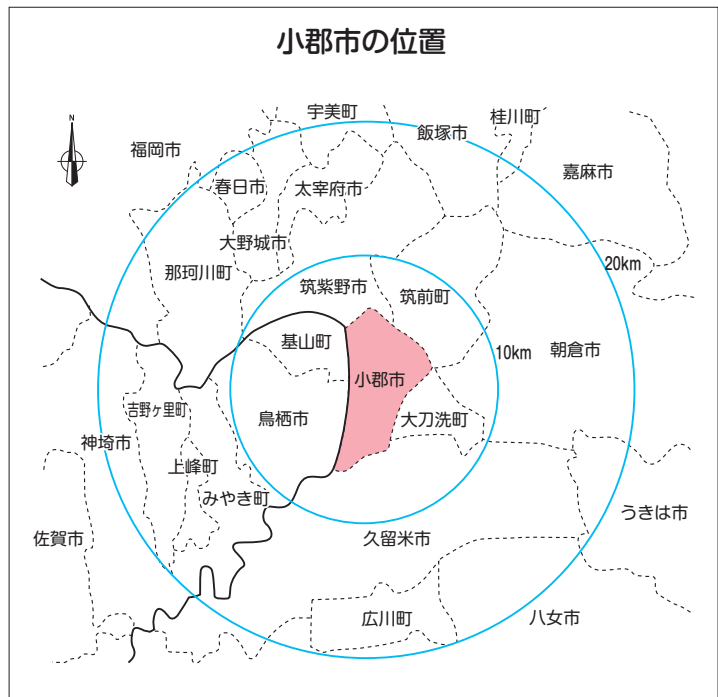 小郡市の位置
N
宇美町
桂川町
飯塚市
福岡市
嘉麻市
春日市
太宰府市
大野城市
20km
那珂川町
筑紫野市
筑前町
基山町
10km
朝倉市
小郡市
吉野ヶ里町
鳥栖市
大刀洗町
神埼市
上峰町
みやき町
うきは市
佐賀市
久留米市
広川町
八女市